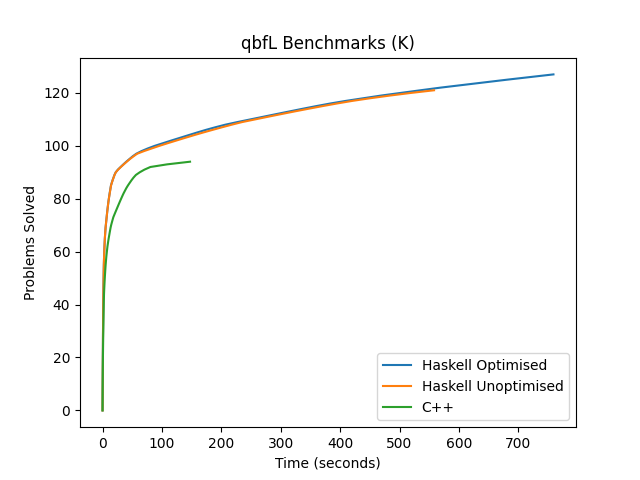 qbfL Benchmarks (K)
Problems Solved
120
100
80
60
40
20
0
0 100 200 300 400 500 600 700
Time (seconds)
Haskell Optimised
Haskell Unoptimised
C++